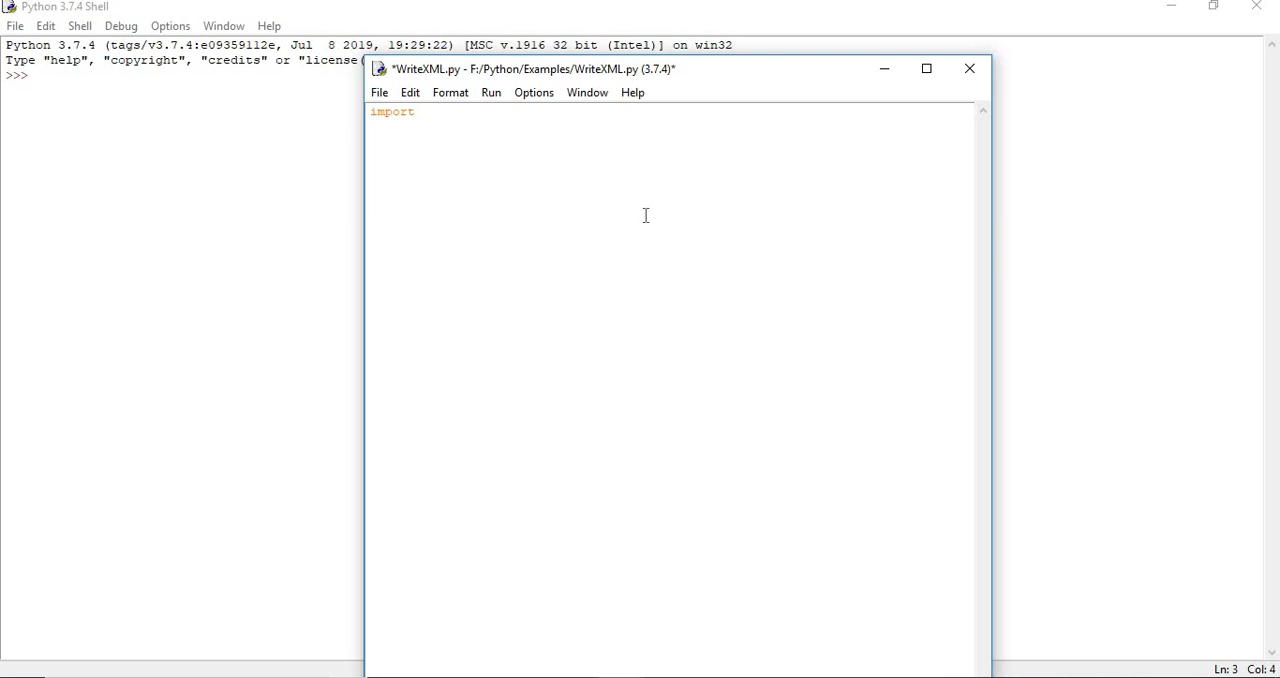 Python 3.7.4 Shell
File Edit Shell Debug Options Window Help
Python 3.7.4 (tags/v3.7.4:e09359112e, Jul  8 2019, 19:29:22) [MSC v.1916 32 bit (Intel)] on win32
Type "help", "copyright", "credits" or "license(
>>>
*WriteXML.py - F:/Python/Examples/WriteXML.py (3.7.4)*
File Edit Format Run Options Window Help
import
Ln: 3 Col: 4